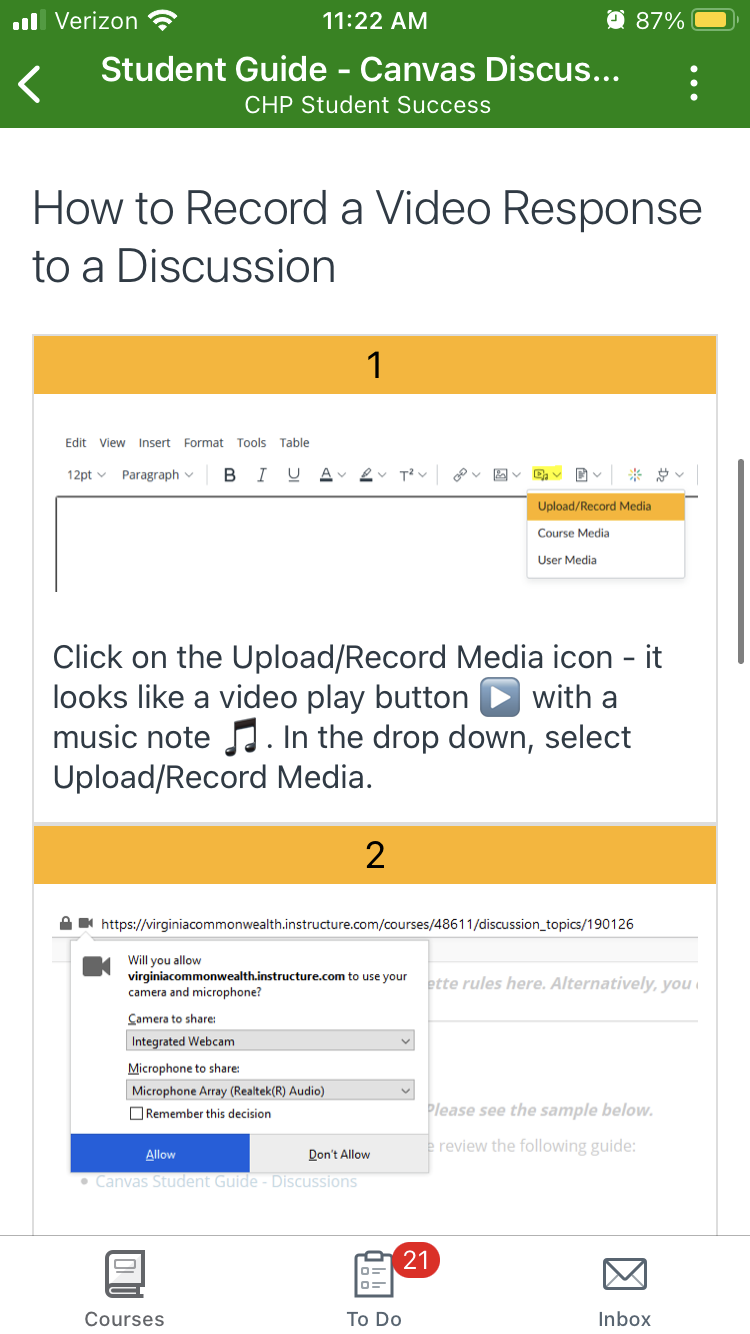 Verizon 11:22 AM 87%
Student Guide - Canvas Discus...
CHP Student Success
How to Record a Video Response
to a Discussion
1
Edit View Insert Format Tools Table
12pt Paragraph B I U A T²
Upload/Record Media
Course Media
User Media
Click on the Upload/Record Media icon - it
looks like a video play button ▶️ with a
music note 🎵. In the drop down, select
Upload/Record Media.
2
https://virginiacommonwealth.instructure.com/courses/48611/discussion_topics/190126
Will you allow
virginiacommonwealth.instructure.com to use your
camera and microphone?
Camera to share:
Integrated Webcam
Microphone to share:
Microphone Array (Realtek(R) Audio)
Remember this decision
Allow Don't Allow
ette rules here. Alternatively, you
Please see the sample below.
e review the following guide:
Canvas Student Guide - Discussions
21
Courses To Do Inbox